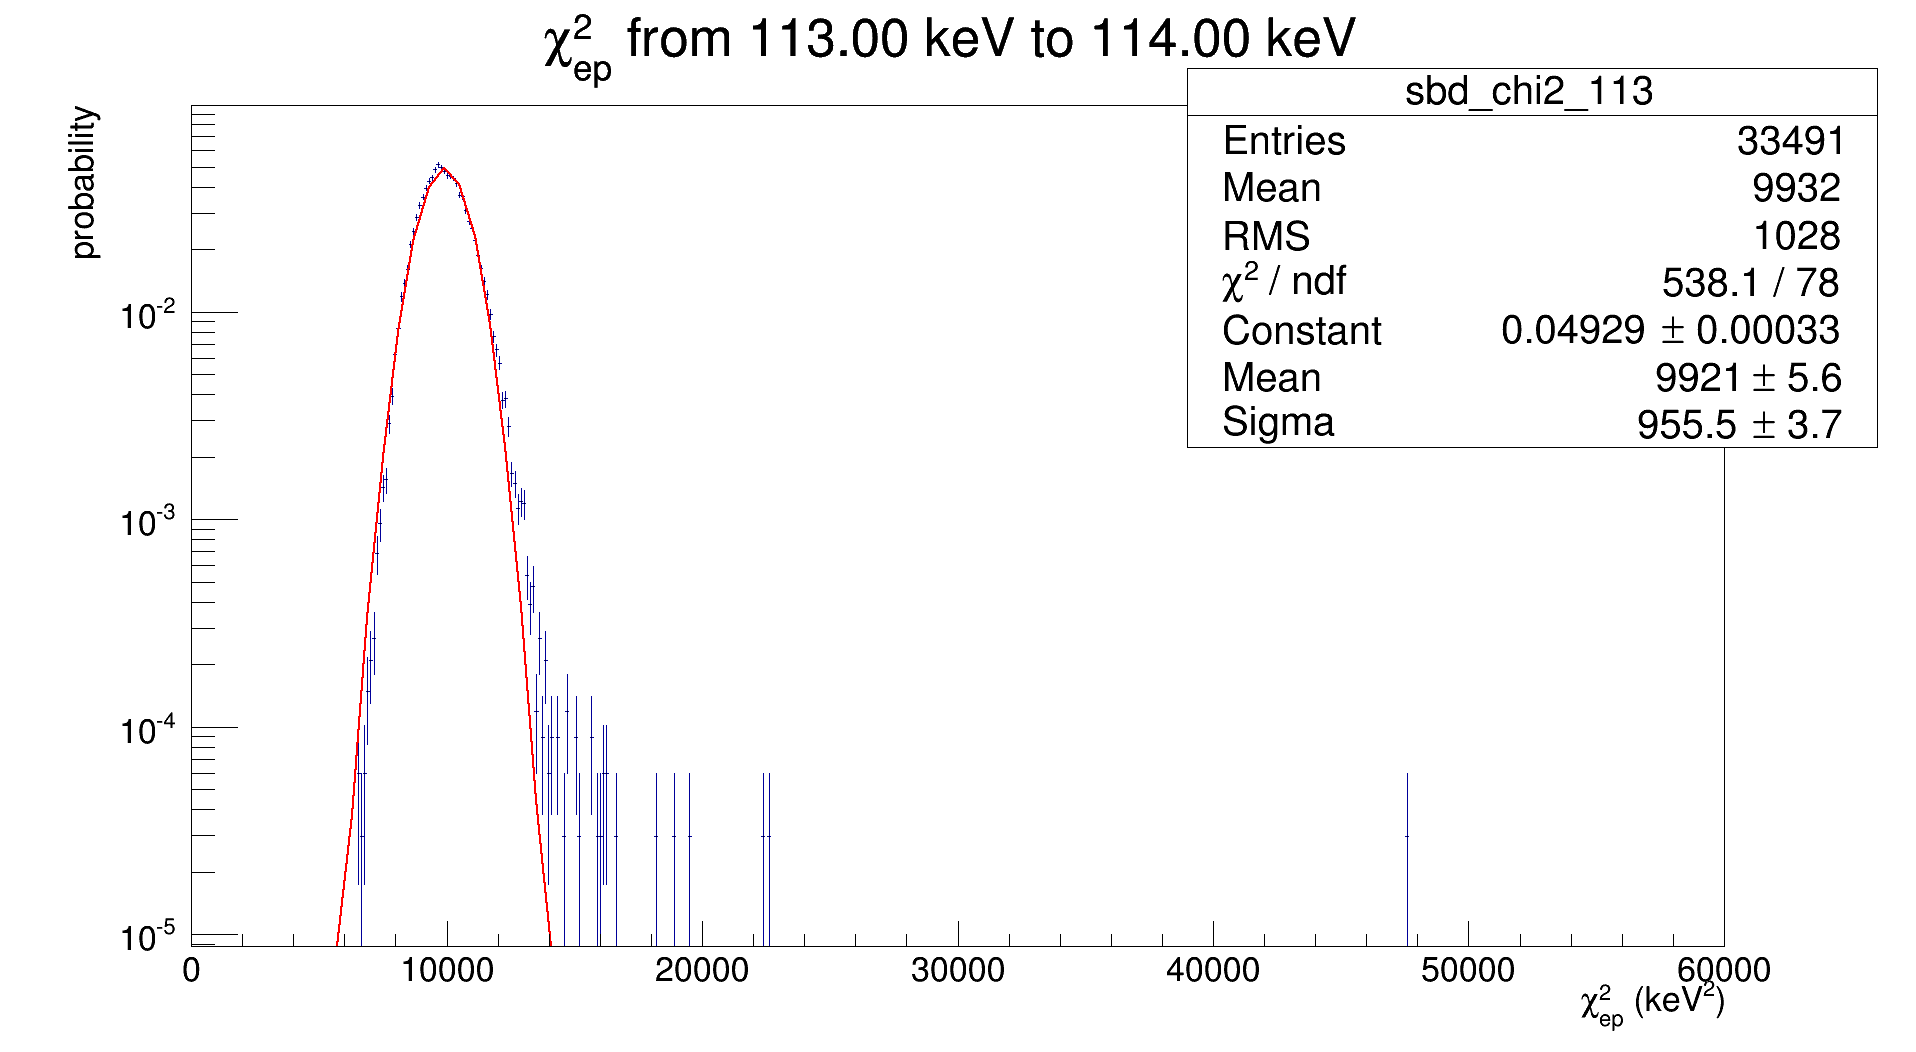 χ²ep from 113.00 keV to 114.00 keV
sbd_chi2_113
Entries 33491
Mean 9932
RMS 1028
χ² / ndf 538.1 / 78
Constant 0.04929 ± 0.00033
Mean 9921 ± 5.6
Sigma 955.5 ± 3.7
probability
10⁻²
10⁻³
10⁻⁴
10⁻⁵
0 10000 20000 30000 40000 50000 60000
χ²ep (keV²)